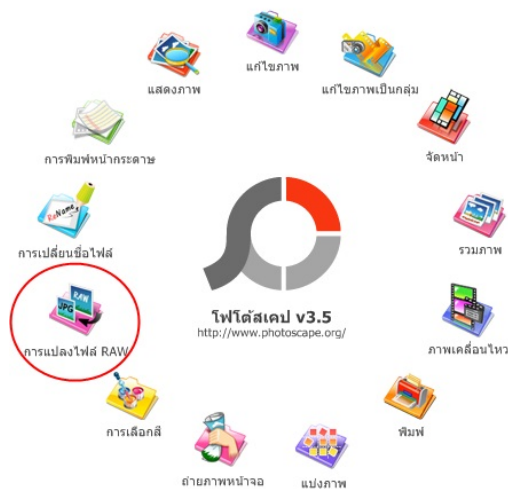 แก้ไขภาพ
แสดงภาพ
แก้ไขภาพเป็นกลุ่ม
การพิมพ์หน้ากระดาษ
จัดหน้า
ReName
การเปลี่ยนชื่อไฟล์
รวมภาพ
RAW
JPG
การแปลงไฟล์ RAW
โฟโต้สเคป v3.5
http://www.photoscape.org/
ภาพเคลื่อนไหว
การเลือกสี
พิมพ์
ถ่ายภาพหน้าจอ
แบ่งภาพ